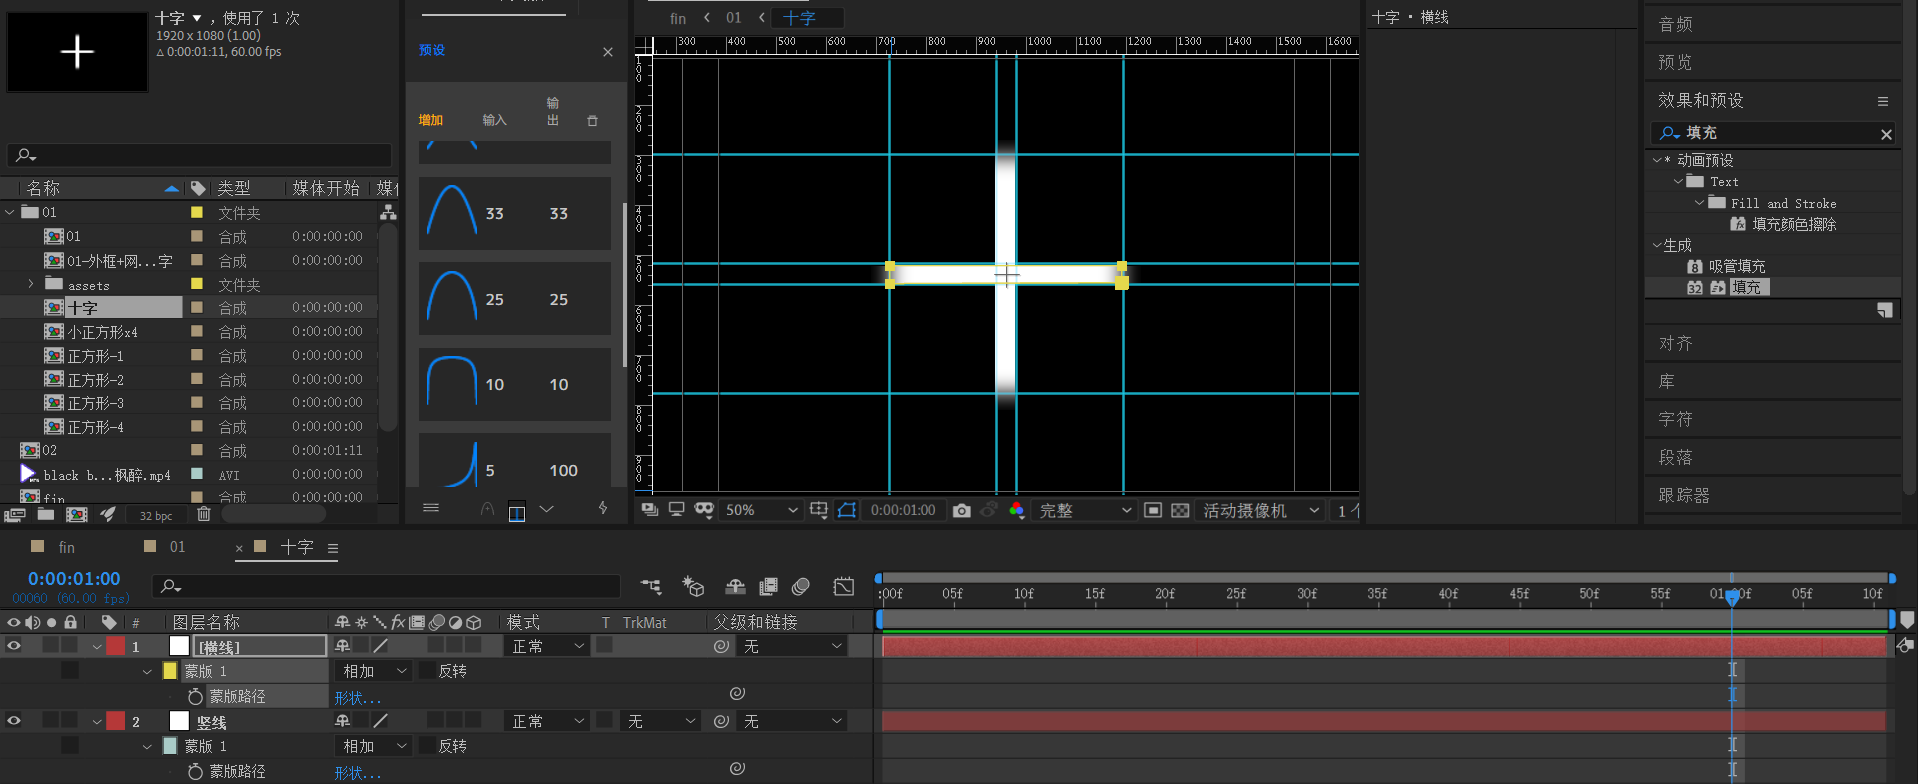 十字 ▼ ，使用了 1 次
1920 x 1080 (1.00)
△ 0:00:01:11, 60.00 fps
名称 类型 媒体开始 媒
01 文件夹
01 合成 0:00:00:00
01-外框+网...字 合成 0:00:00:00
assets 文件夹
十字 合成 0:00:00:00
小正方形x4 合成 0:00:00:00
正方形-1 合成 0:00:00:00
正方形-2 合成 0:00:00:00
正方形-3 合成 0:00:00:00
正方形-4 合成 0:00:00:00
02 合成 0:00:01:11
black b...枫醉.mp4 AVI 0:00:00:00
fin 合成 0:00:00:00
32 bpc
预设
增加 输入 输出
33 33
25 25
10 10
5 100
fin 01 十字
300 400 500 600 700 800 900 1000 1100 1200 1300 1400 1500 1600
100
200
300
400
500
600
700
800
900
50% 0:00:01:00 完整 活动摄像机 1 个
十字 · 横线
音频
预览
效果和预设
填充
* 动画预设
Text
Fill and Stroke
填充颜色擦除
生成
8 吸管填充
32 填充
对齐
库
字符
段落
跟踪器
fin 01 十字
0:00:01:00
00060 (60.00 fps)
:00f 05f 10f 15f 20f 25f 30f 35f 40f 45f 50f 55f 01:00f 05f 10f
# 图层名称 fx 模式 T TrkMat 父级和链接
1 [横线] 正常 无
蒙版 1 相加 反转
蒙版路径 形状...
2 竖线 正常 无 无
蒙版 1 相加 反转
蒙版路径 形状...